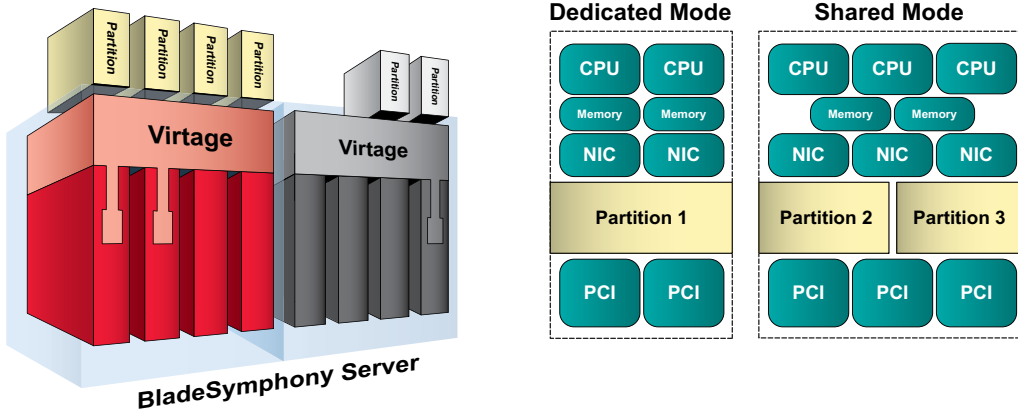 Partition
Partition
Partition
Partition
Partition
Partition
Virtage
Virtage
BladeSymphony Server
Dedicated Mode
CPU CPU
Memory Memory
NIC NIC
Partition 1
PCI PCI
Shared Mode
CPU CPU CPU
Memory Memory
NIC NIC NIC
Partition 2 Partition 3
PCI PCI PCI